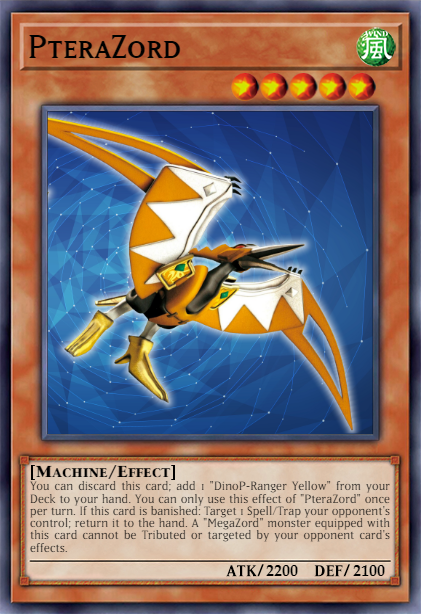 PteraZord
WIND
風
[Machine/Effect]
You can discard this card; add 1 "DinoP-Ranger Yellow" from your
Deck to your hand. You can only use this effect of "PteraZord" once
per turn. If this card is banished: Target 1 Spell/Trap your opponent's
control; return it to the hand. A "MegaZord" monster equipped with
this card cannot be Tributed or targeted by your opponent card's
effects.
ATK/2200 DEF/2100